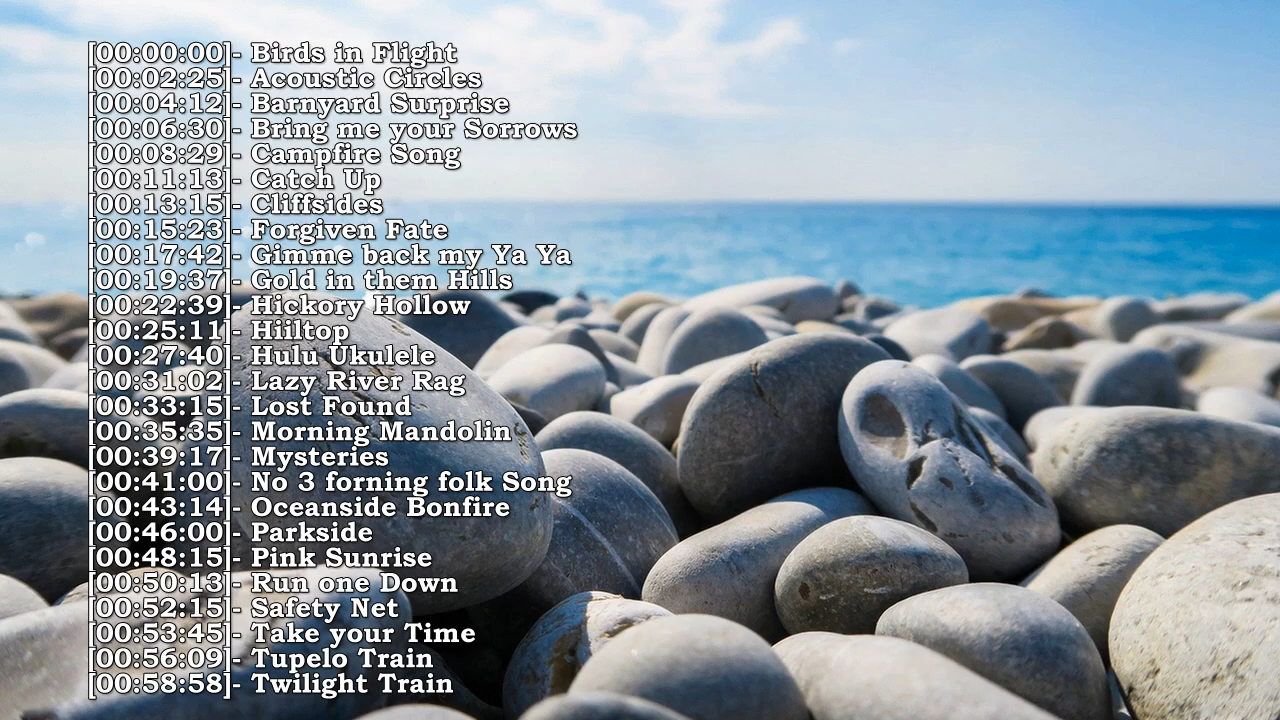 [00:00:00]- Birds in Flight
[00:02:25]- Acoustic Circles
[00:04:12]- Barnyard Surprise
[00:06:30]- Bring me your Sorrows
[00:08:29]- Campfire Song
[00:11:13]- Catch Up
[00:13:15]- Cliffsides
[00:15:23]- Forgiven Fate
[00:17:42]- Gimme back my Ya Ya
[00:19:37]- Gold in them Hills
[00:22:39]- Hickory Hollow
[00:25:11]- Hiiltop
[00:27:40]- Hulu Ukulele
[00:31:02]- Lazy River Rag
[00:33:15]- Lost Found
[00:35:35]- Morning Mandolin
[00:39:17]- Mysteries
[00:41:00]- No 3 forning folk Song
[00:43:14]- Oceanside Bonfire
[00:46:00]- Parkside
[00:48:15]- Pink Sunrise
[00:50:13]- Run one Down
[00:52:15]- Safety Net
[00:53:45]- Take your Time
[00:56:09]- Tupelo Train
[00:58:58]- Twilight Train